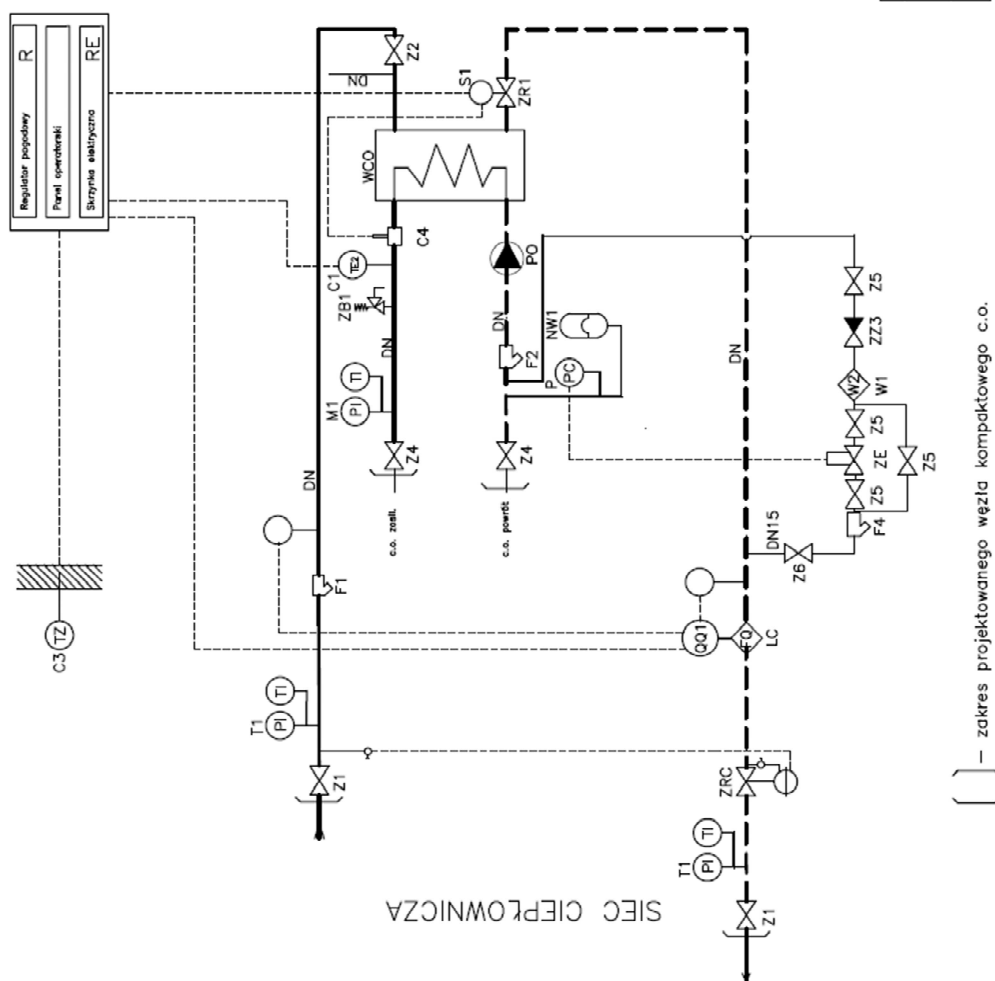 Regulator pogodowy R
Panel operatorski
Skrzynka elektryczna RE
Z2
DN
S1
ZR1
WCO
C4
C1
TE2
ZB1
DN
M1
PI
TI
Z4
c.o. zasil.
PO
DN
F2
NW1
P
PC
Z4
c.o. powrót
DN
F1
C3
TZ
T1
PI
TI
Z1
DN
Z5
ZZ3
W2
W1
Z5
ZE
Z5
Z5
F4
DN15
Z6
QQ1
FQ
LC
ZRC
T1
PI
TI
Z1
SIEC CIEPŁOWNICZA
– zakres projektowanego węzła kompaktowego c.o.